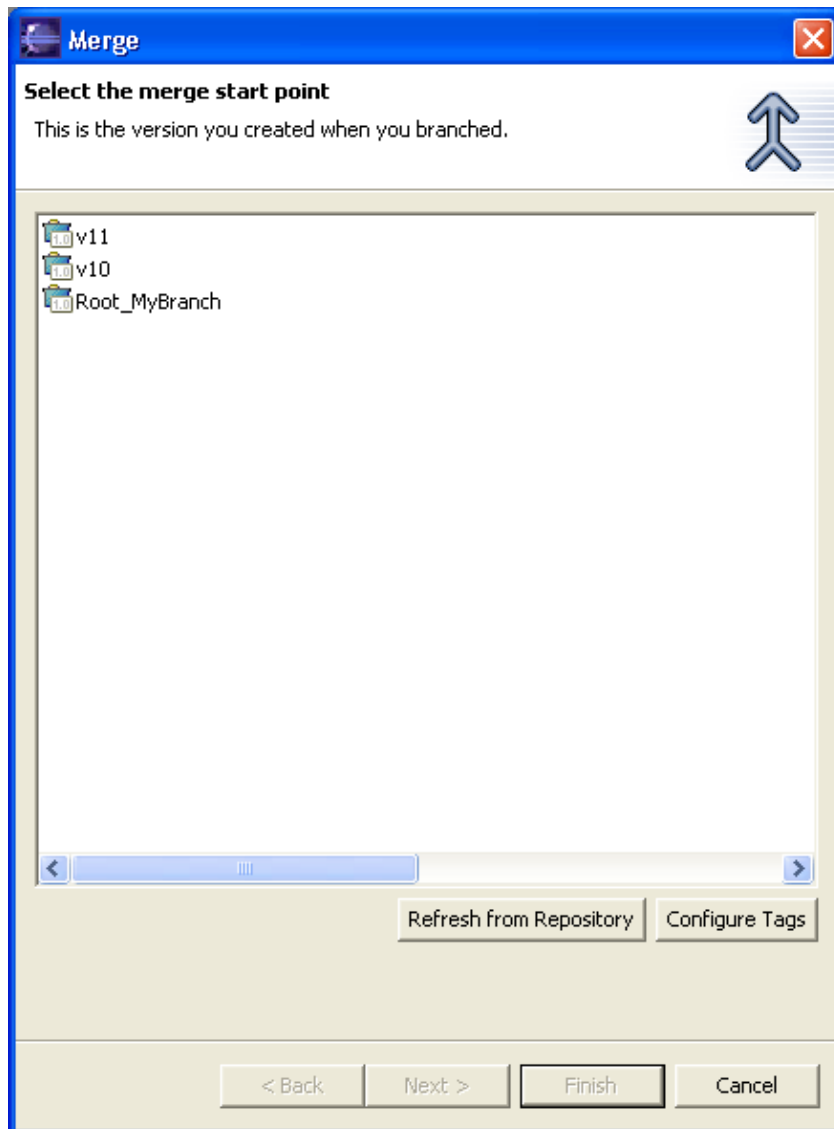 Merge
Select the merge start point
This is the version you created when you branched.
v11
v10
Root_MyBranch
Refresh from Repository Configure Tags
< Back Next > Finish Cancel